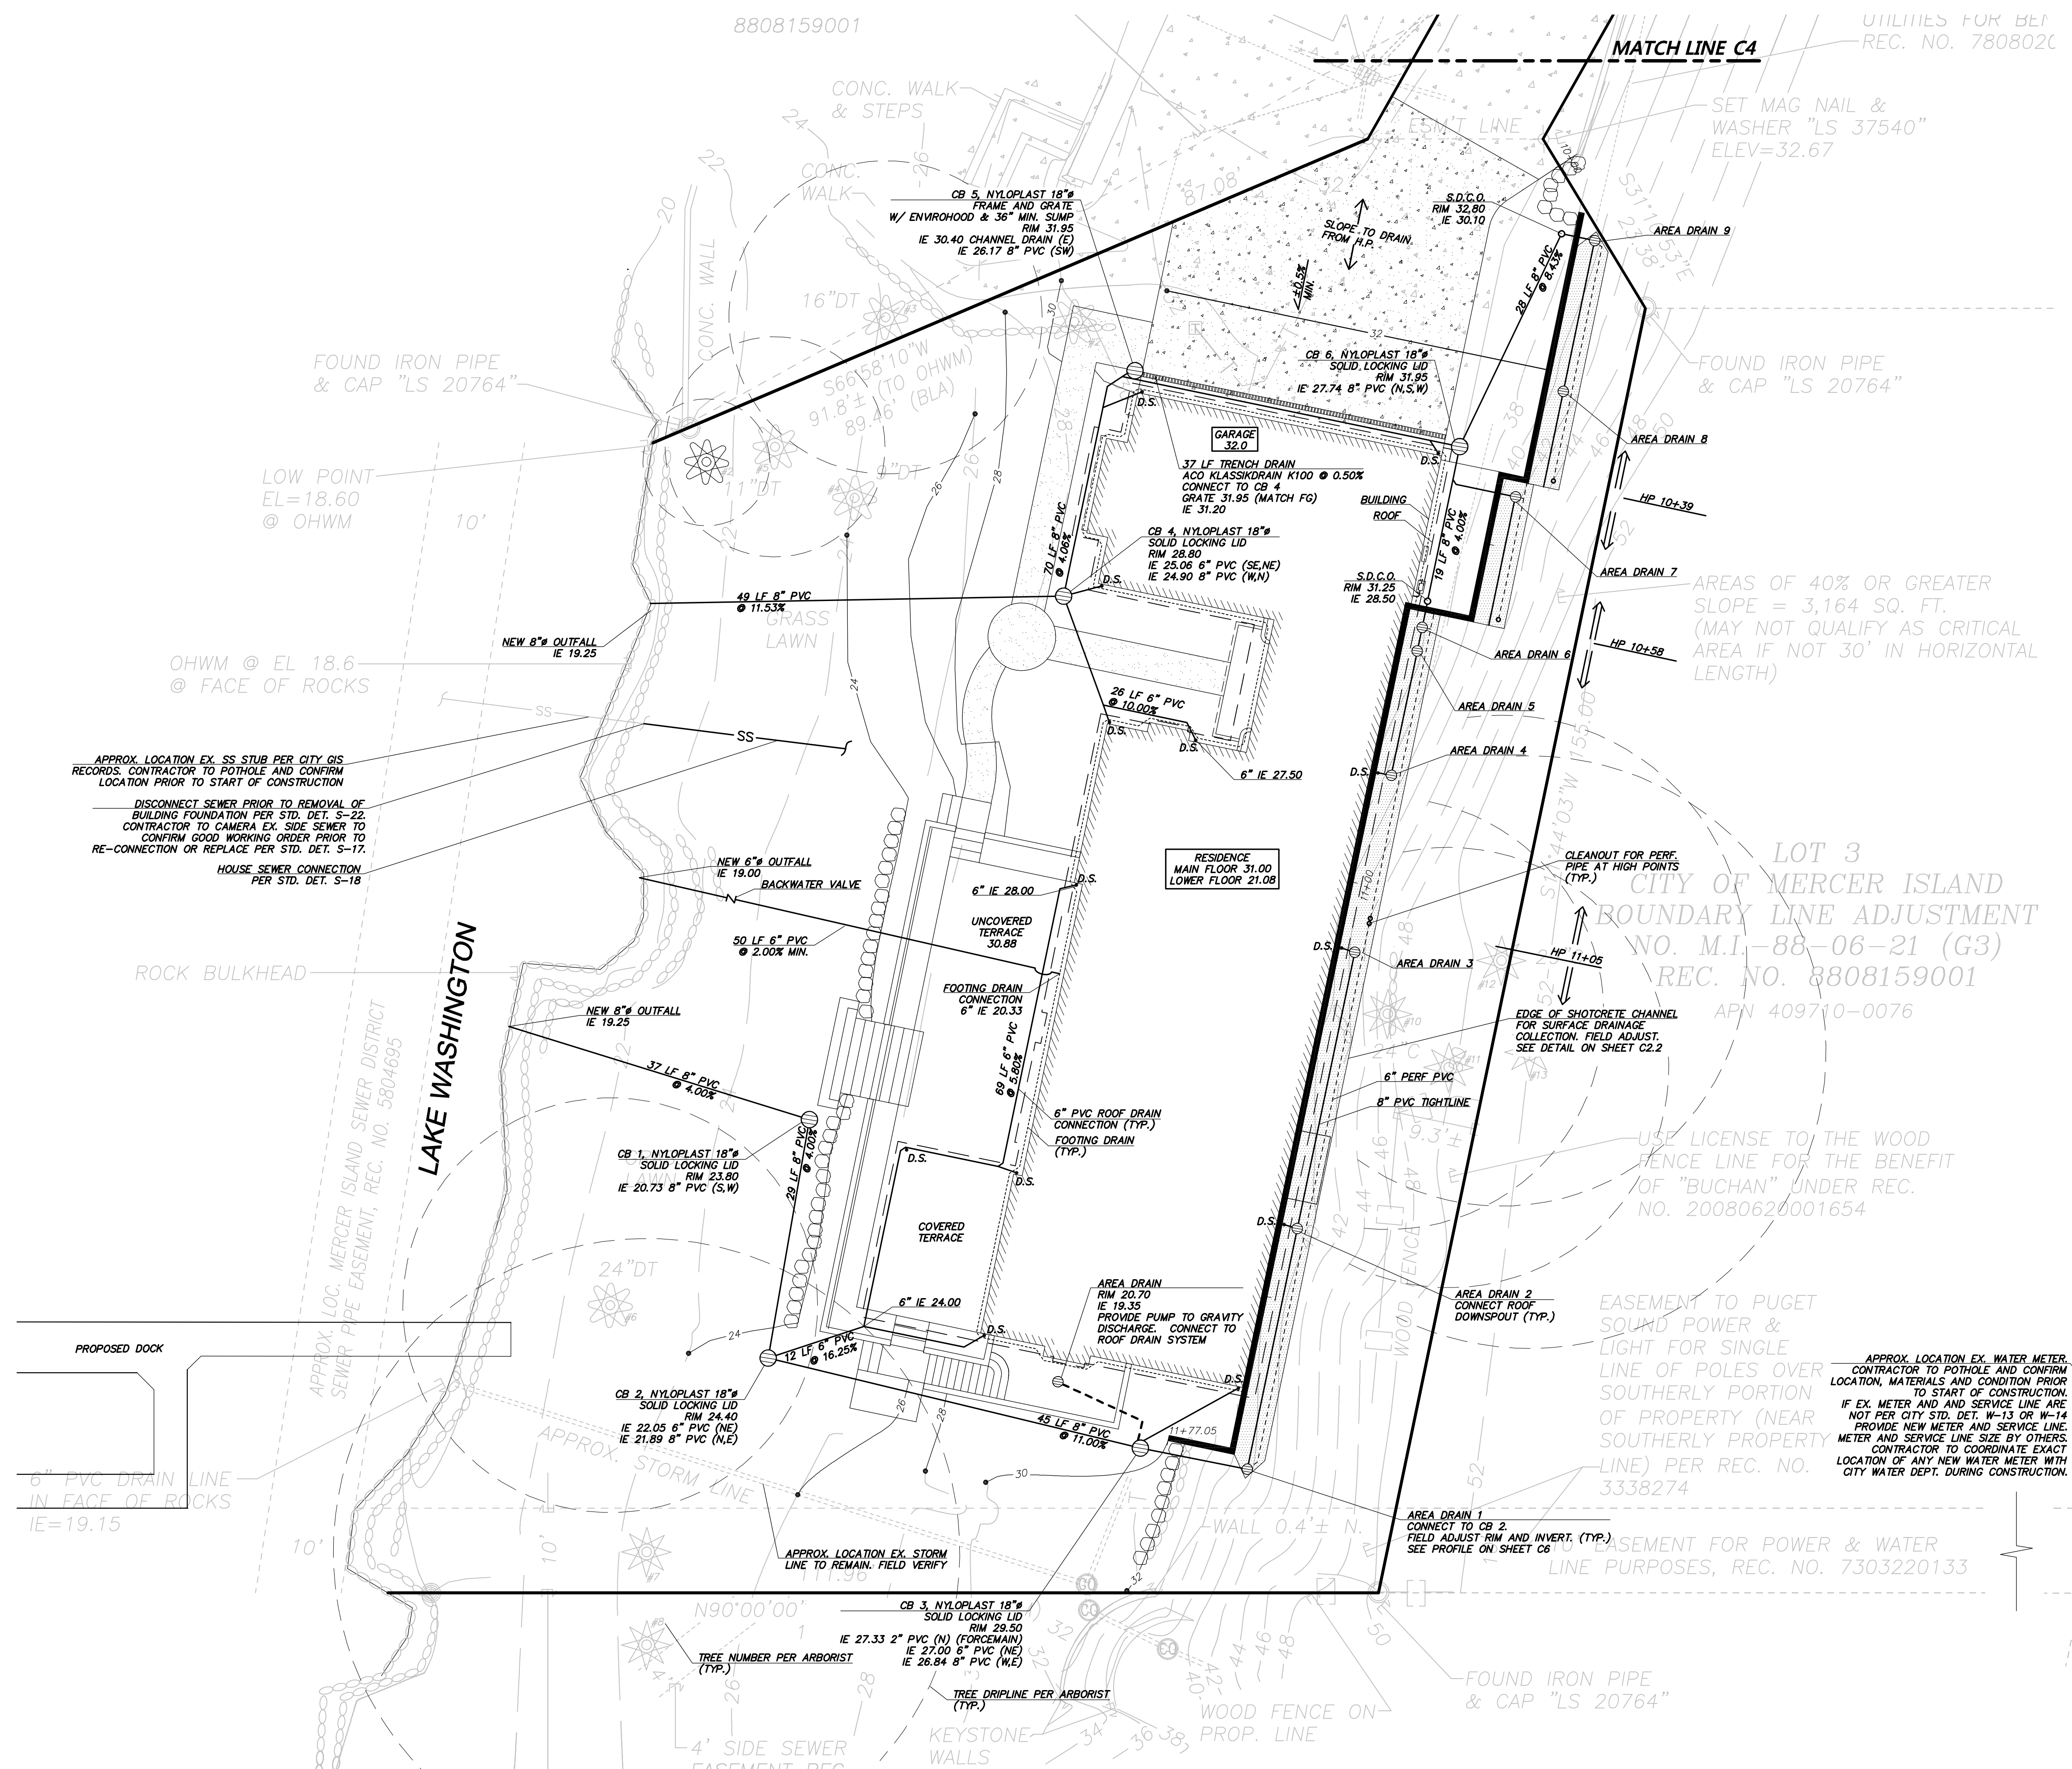 8808159001
UTILITIES FOR BEN
REC. NO. 7808020
MATCH LINE C4
CONC. WALK
& STEPS
ESM'T LINE
SET MAG NAIL &
WASHER "LS 37540"
ELEV=32.67
CONC.
WALK
CB 5, NYLOPLAST 18"ø
FRAME AND GRATE
W/ ENVIROHOOD & 36" MIN. SUMP
RIM 31.95
IE 30.40 CHANNEL DRAIN (E)
IE 26.17 8" PVC (SW)
87.08'
S.D.C.O.
RIM 32.80
IE 30.10
SLOPE TO DRAIN
FROM H.P.
±0.5%
MIN.
28 LF 8" PVC
@ 8.43%
AREA DRAIN 9
CONC. WALL
16"DT
S66°58'10"W
91.8'± (TO OHWM)
89.46' (BLA)
FOUND IRON PIPE
& CAP "LS 20764"
LOW POINT
EL=18.60
@ OHWM
10'
11"DT
9"DT
CB 6, NYLOPLAST 18"ø
SOLID LOCKING LID
RIM 31.95
IE 27.74 8" PVC (N,S,W)
FOUND IRON PIPE
& CAP "LS 20764"
D.S.
GARAGE
32.0
D.S.
AREA DRAIN 8
37 LF TRENCH DRAIN
ACO KLASSIKDRAIN K100 @ 0.50%
CONNECT TO CB 4
GRATE 31.95 (MATCH FG)
IE 31.20
BUILDING
ROOF
HP 10+39
70 LF 8" PVC
@ 4.06%
CB 4, NYLOPLAST 18"ø
SOLID LOCKING LID
RIM 28.80
IE 25.06 6" PVC (SE,NE)
IE 24.90 8" PVC (W,N)
19 LF 8" PVC
@ 4.00%
S.D.C.O.
RIM 31.25
IE 28.50
AREA DRAIN 7
AREAS OF 40% OR GREATER
SLOPE = 3,164 SQ. FT.
(MAY NOT QUALIFY AS CRITICAL
AREA IF NOT 30' IN HORIZONTAL
LENGTH)
D.S.
49 LF 8" PVC
@ 11.53%
GRASS
LAWN
NEW 8"ø OUTFALL
IE 19.25
OHWM @ EL 18.6
@ FACE OF ROCKS
HP 10+58
AREA DRAIN 6
AREA DRAIN 5
26 LF 6" PVC
@ 10.00%
D.S.
D.S.
6" IE 27.50
AREA DRAIN 4
D.S.
SS
SS
APPROX. LOCATION EX. SS STUB PER CITY GIS
RECORDS. CONTRACTOR TO POTHOLE AND CONFIRM
LOCATION PRIOR TO START OF CONSTRUCTION
DISCONNECT SEWER PRIOR TO REMOVAL OF
BUILDING FOUNDATION PER STD. DET. S-22.
CONTRACTOR TO CAMERA EX. SIDE SEWER TO
CONFIRM GOOD WORKING ORDER PRIOR TO
RE-CONNECTION OR REPLACE PER STD. DET. S-17.
HOUSE SEWER CONNECTION
PER STD. DET. S-18
NEW 6"ø OUTFALL
IE 19.00
BACKWATER VALVE
50 LF 6" PVC
@ 2.00% MIN.
6" IE 28.00
D.S.
UNCOVERED
TERRACE
30.88
RESIDENCE
MAIN FLOOR 31.00
LOWER FLOOR 21.08
CLEANOUT FOR PERF.
PIPE AT HIGH POINTS
(TYP.)
11+00
LOT 3
CITY OF MERCER ISLAND
BOUNDARY LINE ADJUSTMENT
NO. M.I.-88-06-21 (G3)
REC. NO. 8808159001
APN 409710-0076
D.S.
AREA DRAIN 3
HP 11+05
ROCK BULKHEAD
LAKE WASHINGTON
FOOTING DRAIN
CONNECTION
6" IE 20.33
NEW 8"ø OUTFALL
IE 19.25
EDGE OF SHOTCRETE CHANNEL
FOR SURFACE DRAINAGE
COLLECTION. FIELD ADJUST.
SEE DETAIL ON SHEET C2.2
24"C
37 LF 8" PVC
@ 4.00%
69 LF 6" PVC
@ 5.80%
6" PERF PVC
8" PVC TIGHTLINE
9.3'±
6" PVC ROOF DRAIN
CONNECTION (TYP.)
FOOTING DRAIN
(TYP.)
USE LICENSE TO THE WOOD
FENCE LINE FOR THE BENEFIT
OF "BUCHAN" UNDER REC.
NO. 20080620001654
CB 1, NYLOPLAST 18"ø
SOLID LOCKING LID
RIM 23.80
IE 20.73 8" PVC (S,W)
29 LF 8" PVC
@ 4.00%
D.S.
D.S.
COVERED
TERRACE
D.S.
24"DT
AREA DRAIN
RIM 20.70
IE 19.35
PROVIDE PUMP TO GRAVITY
DISCHARGE. CONNECT TO
ROOF DRAIN SYSTEM
AREA DRAIN 2
CONNECT ROOF
DOWNSPOUT (TYP.)
WOOD FENCE
6" IE 24.00
D.S.
12 LF 6" PVC
@ 16.25%
PROPOSED DOCK
APPROX. LOC. MERCER ISLAND SEWER DISTRICT
SEWER PIPE EASEMENT, REC. NO. 5804695
EASEMENT TO PUGET
SOUND POWER &
LIGHT FOR SINGLE
LINE OF POLES OVER
SOUTHERLY PORTION
OF PROPERTY (NEAR
SOUTHERLY PROPERTY
LINE) PER REC. NO.
3338274
APPROX. LOCATION EX. WATER METER.
CONTRACTOR TO POTHOLE AND CONFIRM
LOCATION, MATERIALS AND CONDITION PRIOR
TO START OF CONSTRUCTION.
IF EX. METER AND AND SERVICE LINE ARE
NOT PER CITY STD. DET. W-13 OR W-14
PROVIDE NEW METER AND SERVICE LINE.
METER AND SERVICE LINE SIZE BY OTHERS.
CONTRACTOR TO COORDINATE EXACT
LOCATION OF ANY NEW WATER METER WITH
CITY WATER DEPT. DURING CONSTRUCTION.
CB 2, NYLOPLAST 18"ø
SOLID LOCKING LID
RIM 24.40
IE 22.05 6" PVC (NE)
IE 21.89 8" PVC (N,E)
D.S.
45 LF 8" PVC
@ 11.00%
11+77.05
APPROX. STORM LINE
6" PVC DRAIN LINE
IN FACE OF ROCKS
IE=19.15
10'
10'
WALL 0.4'± N.
AREA DRAIN 1
CONNECT TO CB 2.
FIELD ADJUST RIM AND INVERT. (TYP.)
SEE PROFILE ON SHEET C6
EASEMENT FOR POWER & WATER
LINE PURPOSES, REC. NO. 7303220133
APPROX. LOCATION EX. STORM
LINE TO REMAIN. FIELD VERIFY
N90°00'00"
CB 3, NYLOPLAST 18"ø
SOLID LOCKING LID
RIM 29.50
IE 27.33 2" PVC (N) (FORCEMAIN)
IE 27.00 6" PVC (NE)
IE 26.84 8" PVC (W,E)
TREE NUMBER PER ARBORIST
(TYP.)
TREE DRIPLINE PER ARBORIST
(TYP.)
FOUND IRON PIPE
& CAP "LS 20764"
WOOD FENCE ON
PROP. LINE
KEYSTONE
WALLS
4' SIDE SEWER